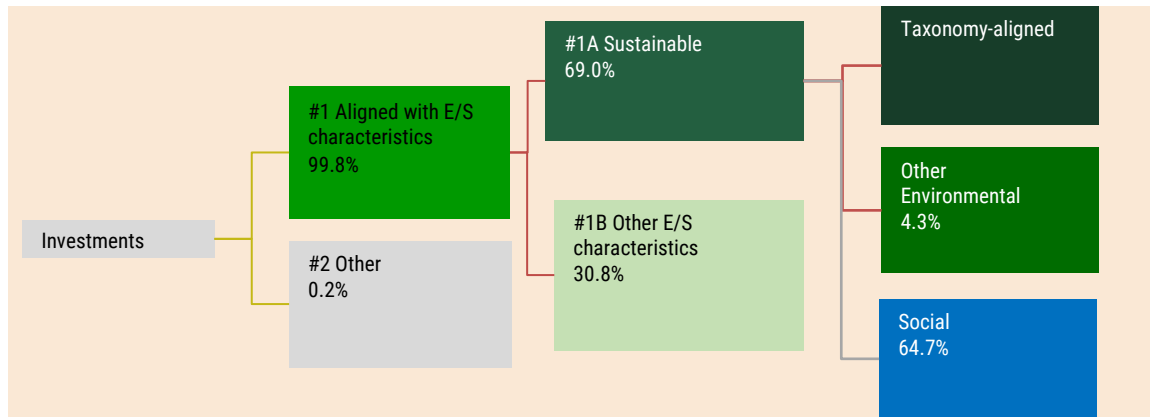 Investments
#1 Aligned with E/S
characteristics
99.8%
#2 Other
0.2%
#1A Sustainable
69.0%
#1B Other E/S
characteristics
30.8%
Taxonomy-aligned
Other
Environmental
4.3%
Social
64.7%